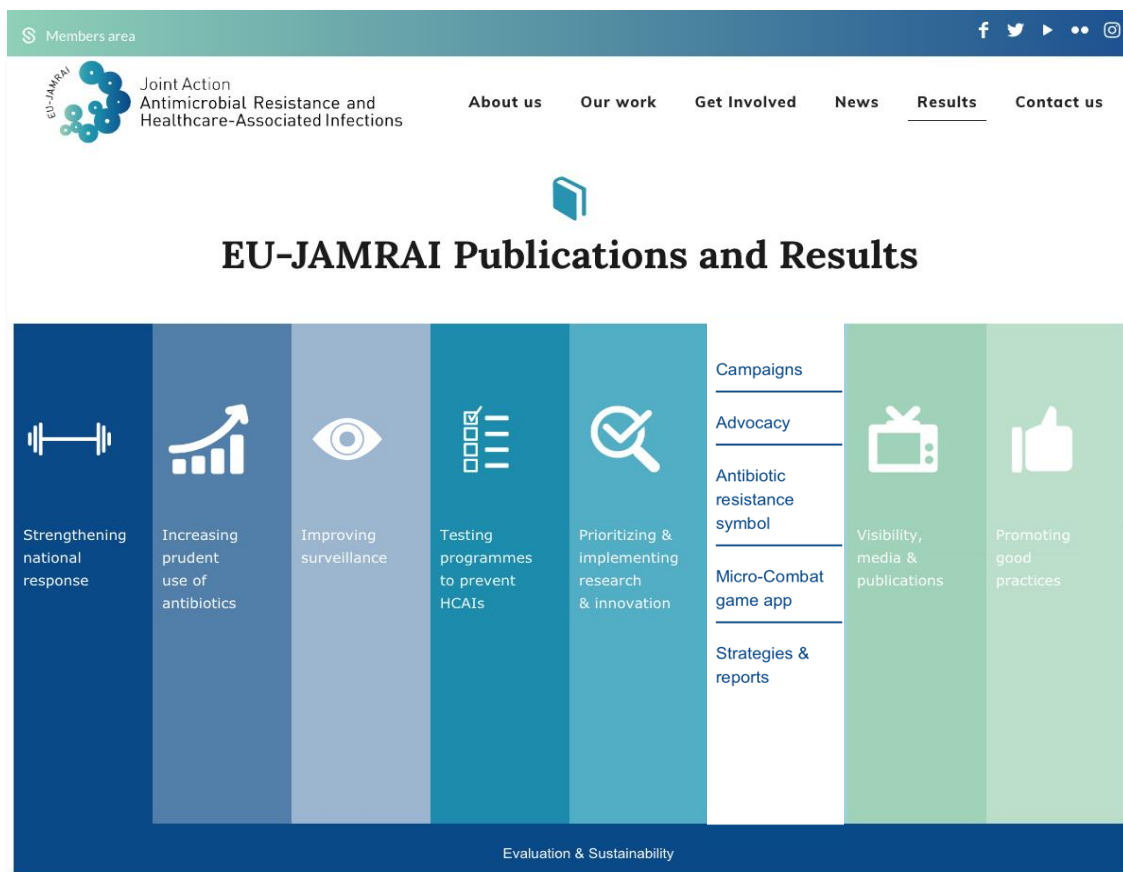 Members area
EU-JAMRAI
Joint Action
Antimicrobial Resistance and
Healthcare-Associated Infections
About us
Our work
Get Involved
News
Results
Contact us
EU-JAMRAI Publications and Results
Strengthening
national
response
Increasing
prudent
use of
antibiotics
Improving
surveillance
Testing
programmes
to prevent
HCAIs
Prioritizing &
implementing
research
& innovation
Campaigns
Advocacy
Antibiotic
resistance
symbol
Micro-Combat
game app
Strategies &
reports
Visibility,
media &
publications
Promoting
good
practices
Evaluation & Sustainability